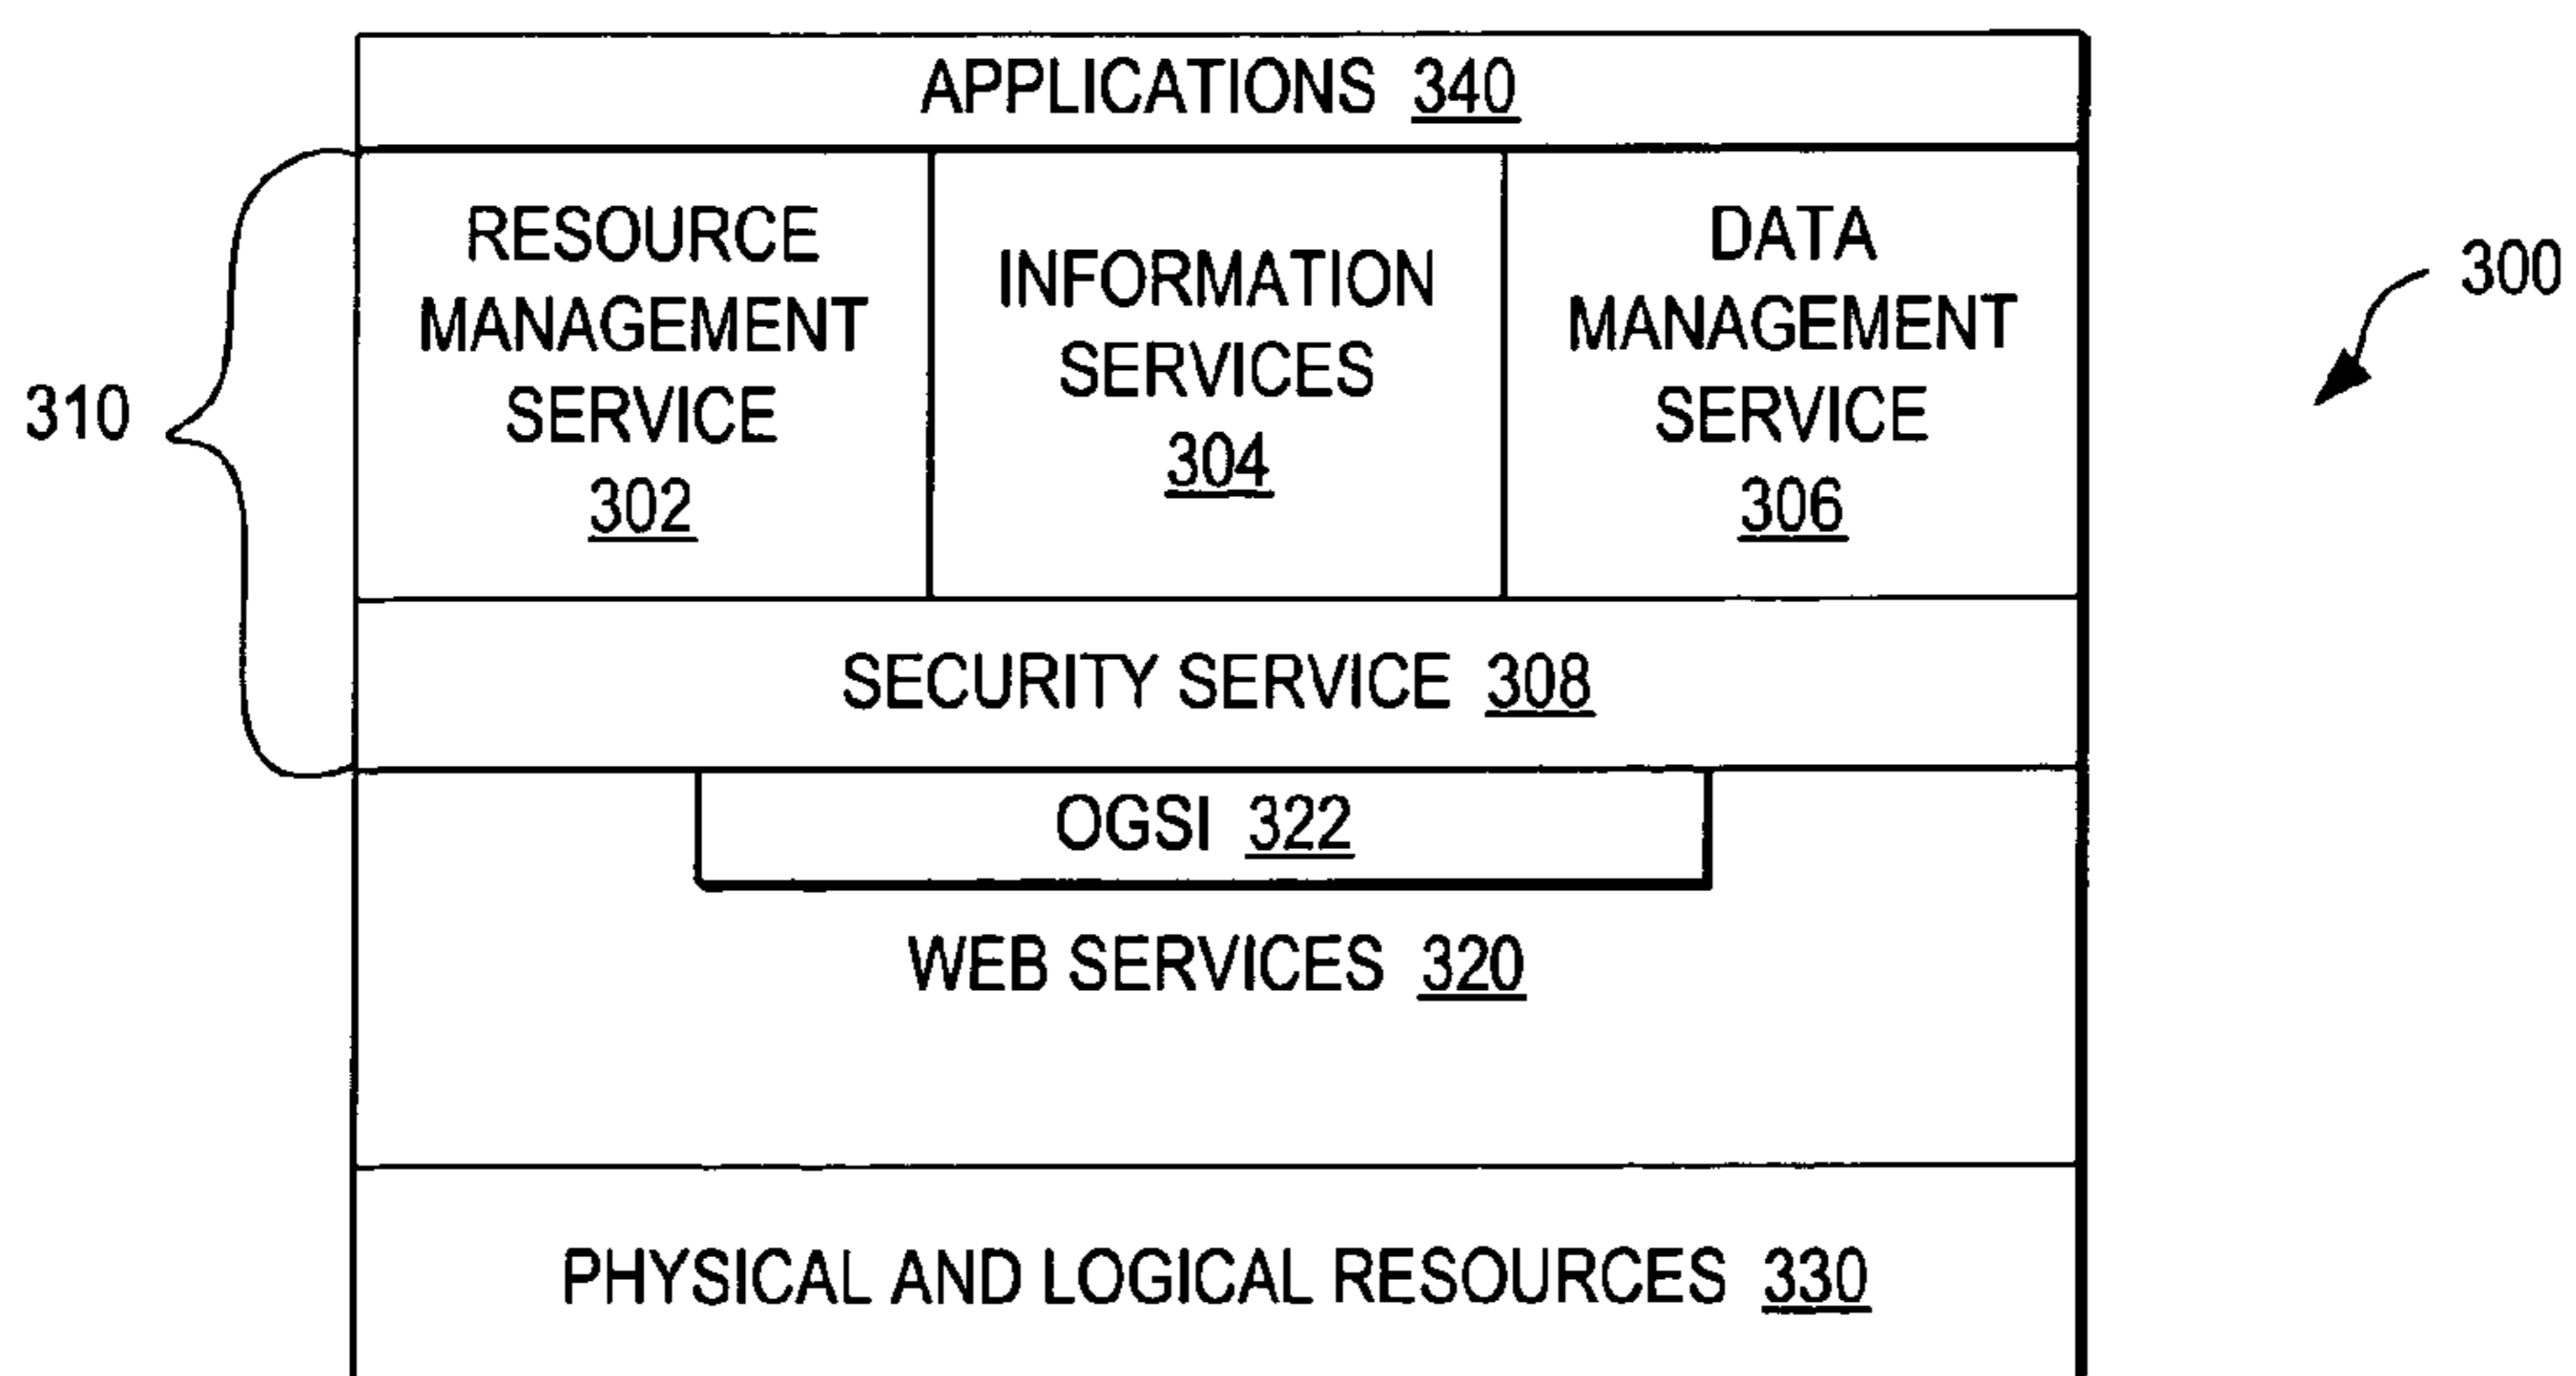 APPLICATIONS 340
RESOURCE
MANAGEMENT
SERVICE
302
INFORMATION
SERVICES
304
DATA
MANAGEMENT
SERVICE
306
300
310
SECURITY SERVICE 308
OGSI 322
WEB SERVICES 320
PHYSICAL AND LOGICAL RESOURCES 330